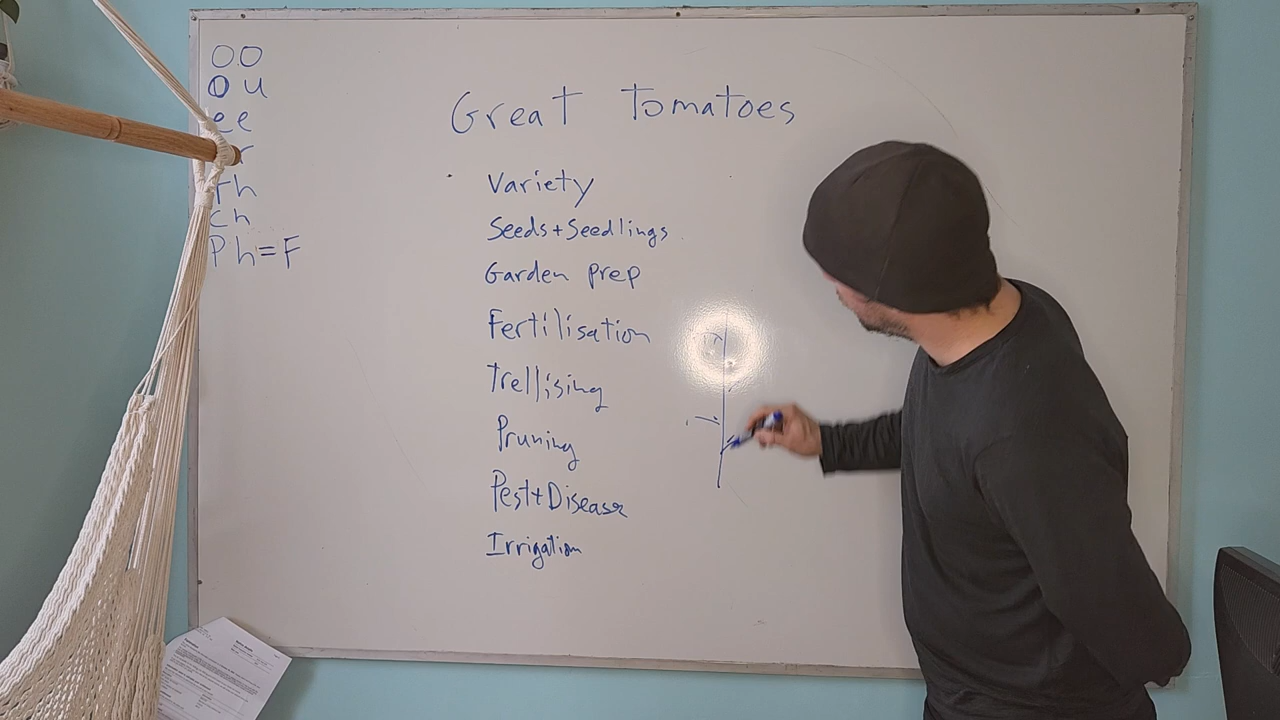 OO
Ou
ee
Th
ch
Ph=F
Great Tomatoes
Variety
Seeds+Seedlings
Garden prep
Fertilisation
Trellising
Pruning
Pest+Disease
Irrigation